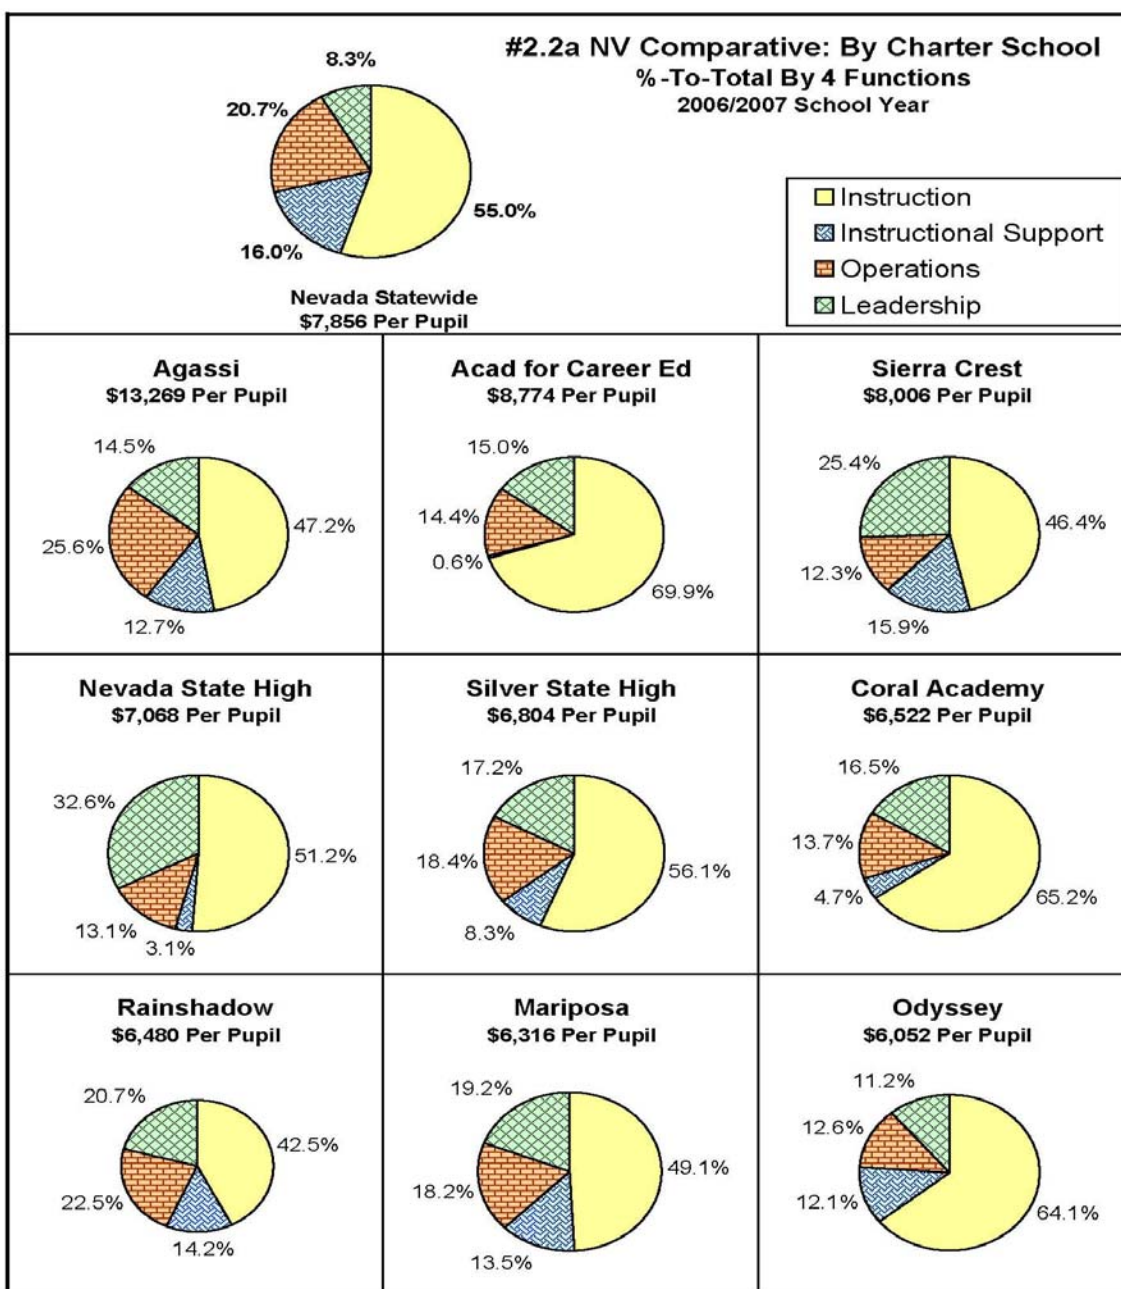 #2.2a NV Comparative: By Charter School
%-To-Total By 4 Functions
2006/2007 School Year
8.3%
20.7%
55.0%
16.0%
Nevada Statewide
$7,856 Per Pupil
Instruction
Instructional Support
Operations
Leadership
Agassi
$13,269 Per Pupil
14.5%
47.2%
25.6%
12.7%
Acad for Career Ed
$8,774 Per Pupil
15.0%
14.4%
0.6%
69.9%
Sierra Crest
$8,006 Per Pupil
25.4%
46.4%
12.3%
15.9%
Nevada State High
$7,068 Per Pupil
32.6%
51.2%
13.1%
3.1%
Silver State High
$6,804 Per Pupil
17.2%
18.4%
56.1%
8.3%
Coral Academy
$6,522 Per Pupil
16.5%
13.7%
4.7%
65.2%
Rainshadow
$6,480 Per Pupil
20.7%
42.5%
22.5%
14.2%
Mariposa
$6,316 Per Pupil
19.2%
49.1%
18.2%
13.5%
Odyssey
$6,052 Per Pupil
11.2%
12.6%
12.1%
64.1%